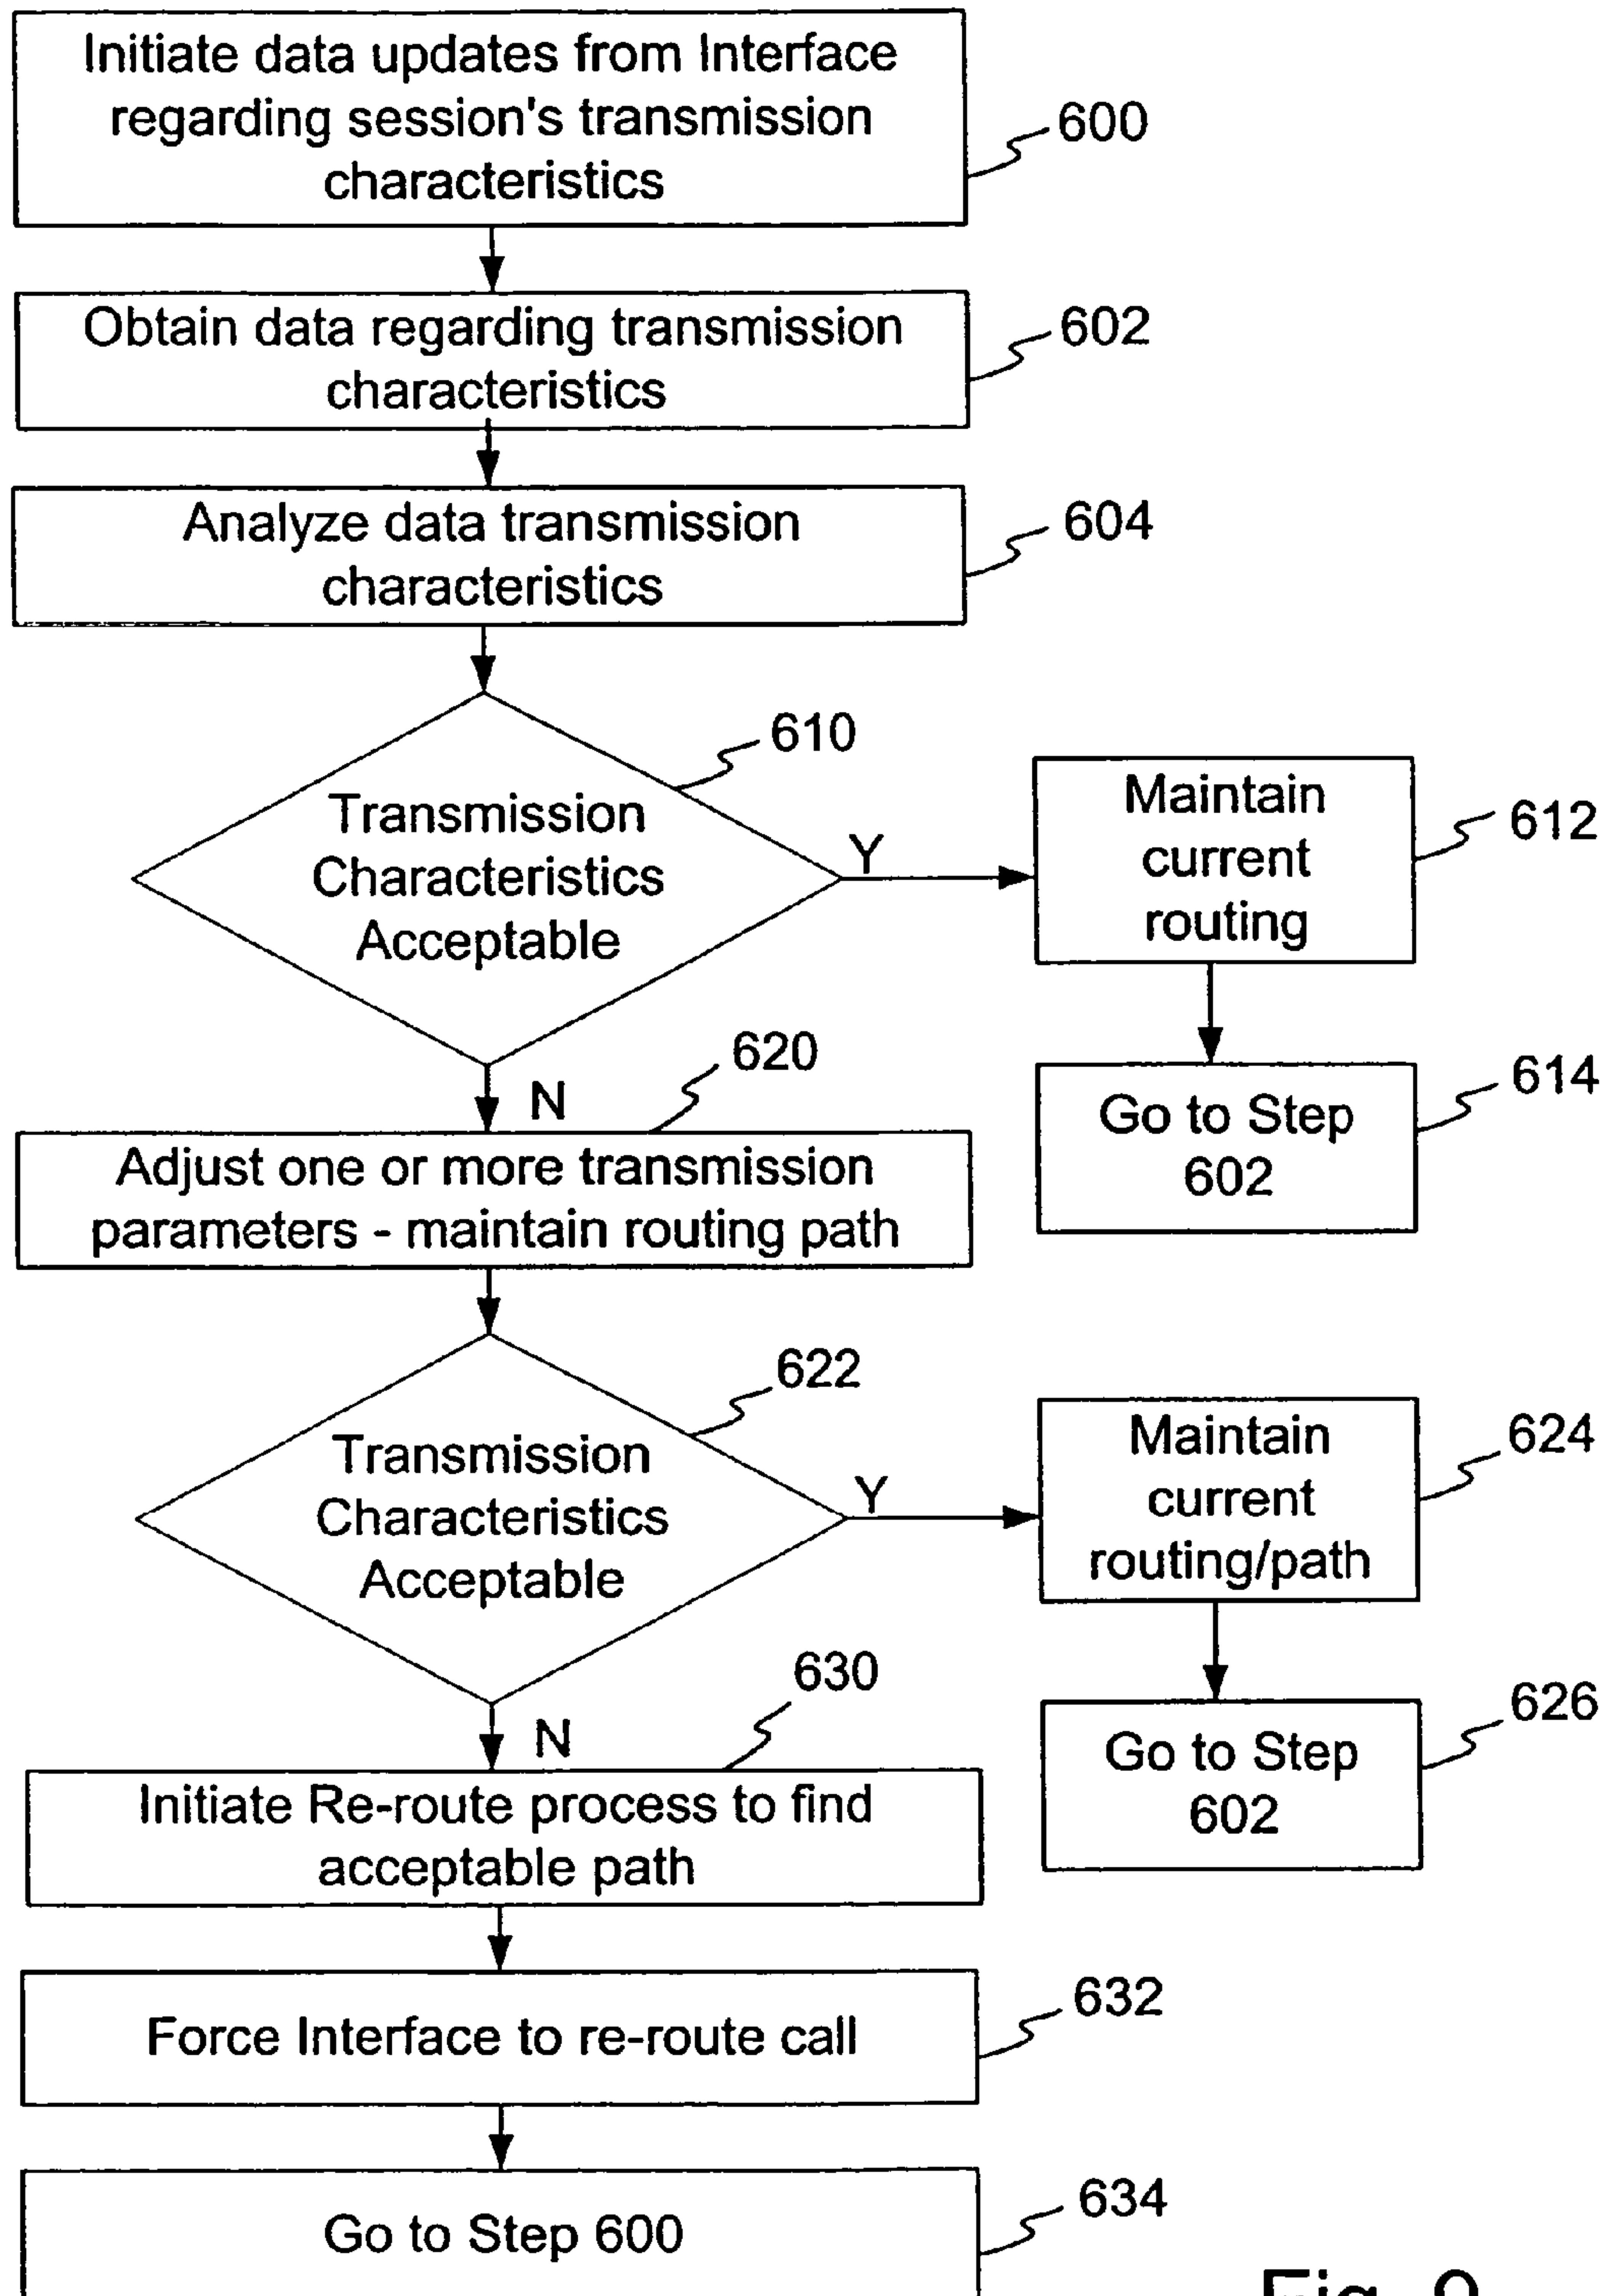 Initiate data updates from Interface
regarding session's transmission
characteristics
600
Obtain data regarding transmission
characteristics
602
Analyze data transmission
characteristics
604
Transmission
Characteristics
Acceptable
610
Y
Maintain
current
routing
612
Go to Step
602
614
N
620
Adjust one or more transmission
parameters - maintain routing path
Transmission
Characteristics
Acceptable
622
Y
Maintain
current
routing/path
624
Go to Step
602
626
N
630
Initiate Re-route process to find
acceptable path
Force Interface to re-route call
632
Go to Step 600
634
Fig.